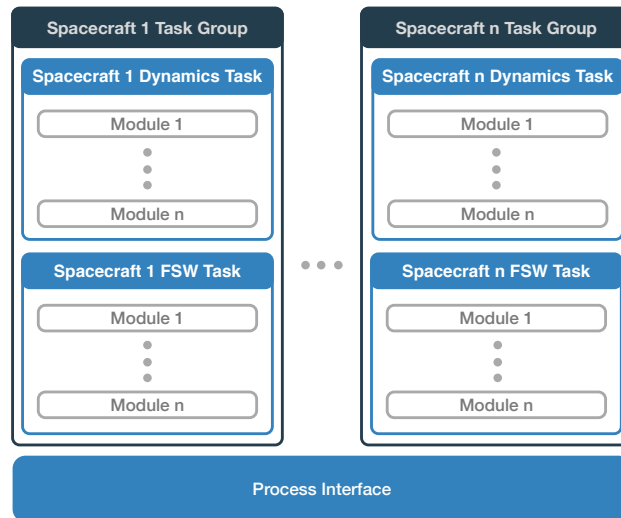 Spacecraft 1 Task Group
Spacecraft 1 Dynamics Task
Module 1
Module n
Spacecraft 1 FSW Task
Module 1
Module n
Spacecraft n Task Group
Spacecraft n Dynamics Task
Module 1
Module n
Spacecraft n FSW Task
Module 1
Module n
Process Interface